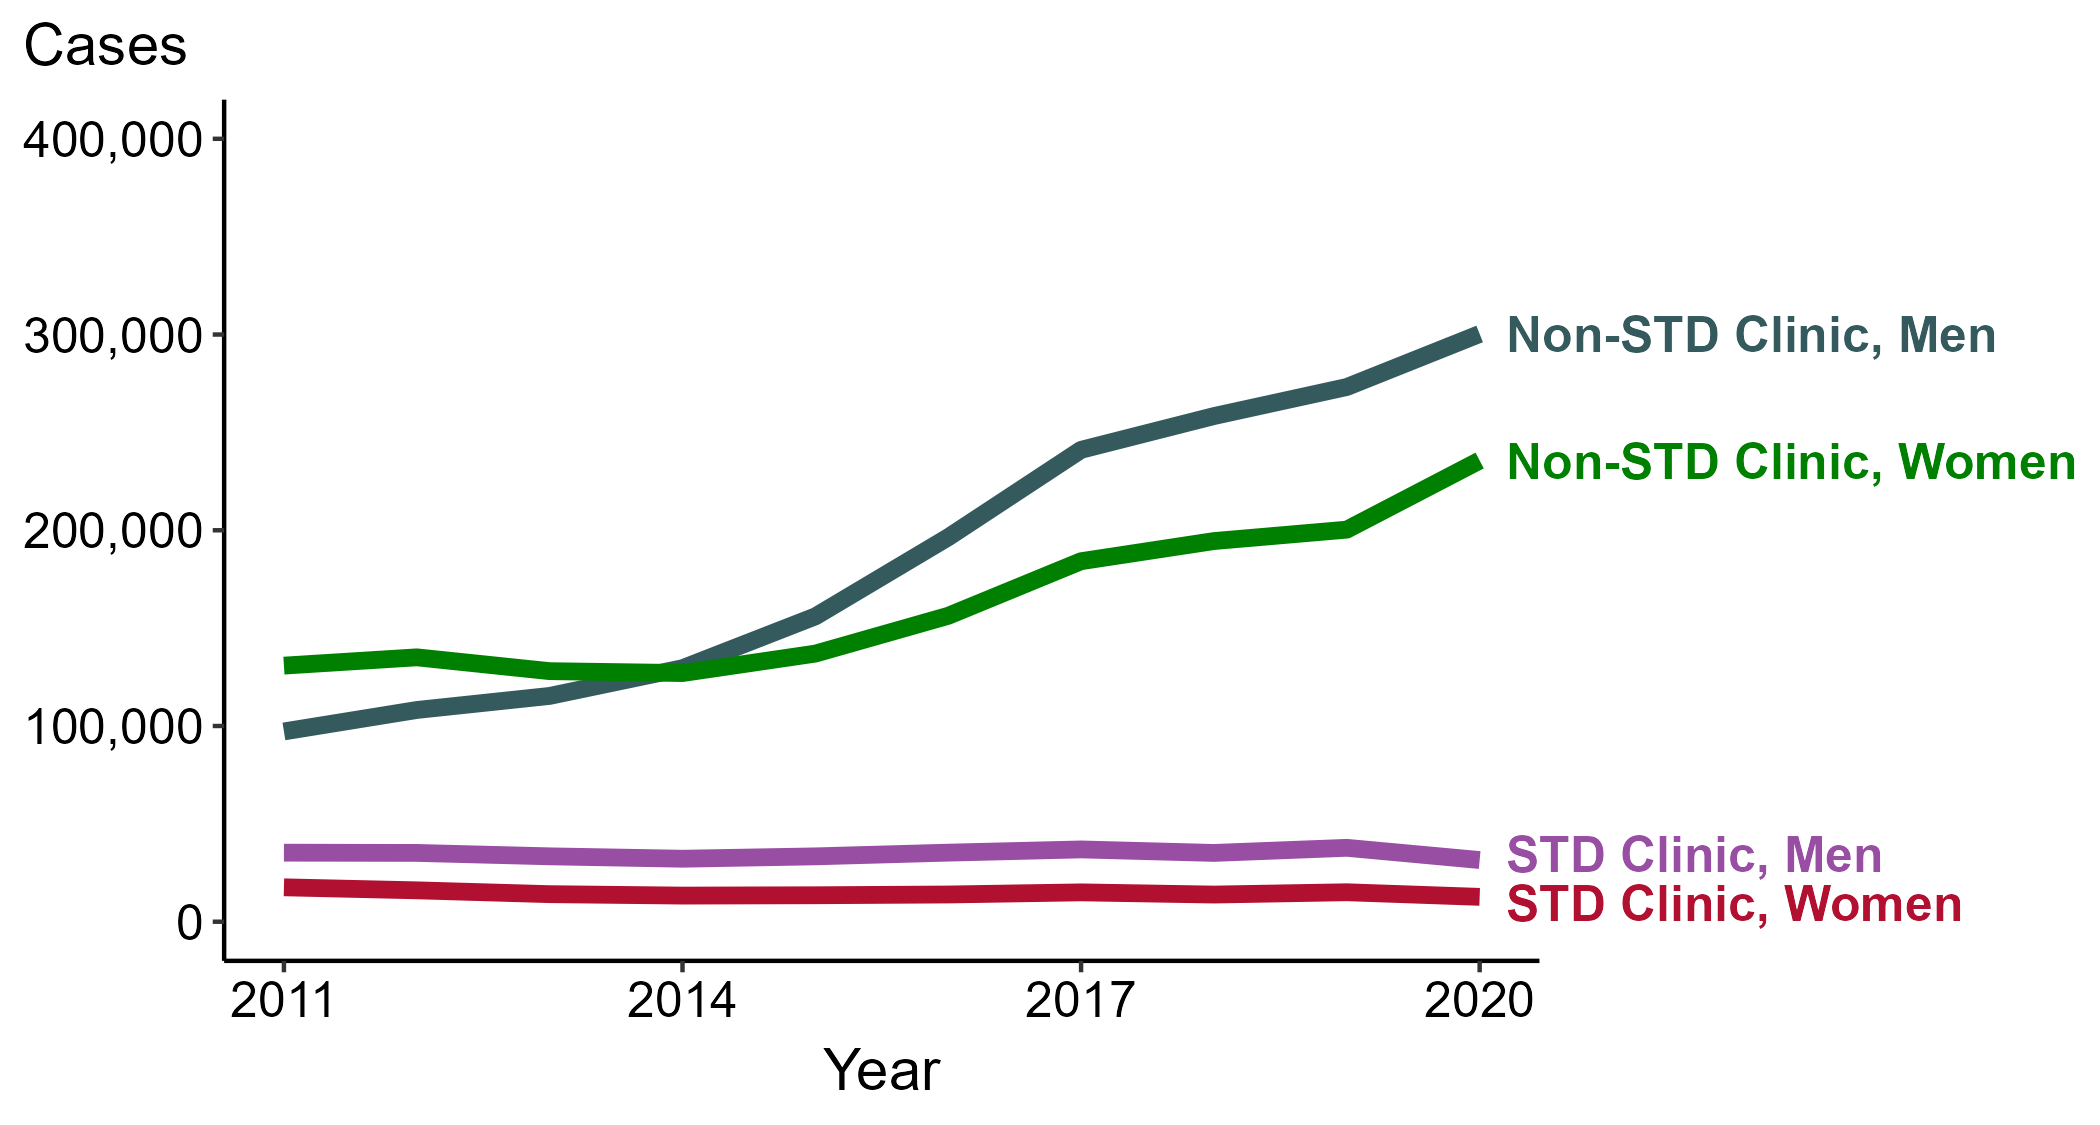 Cases
400,000
300,000
200,000
100,000
0
Non-STD Clinic, Men
Non-STD Clinic, Women
STD Clinic, Men
STD Clinic, Women
2011 2014 2017 2020
Year